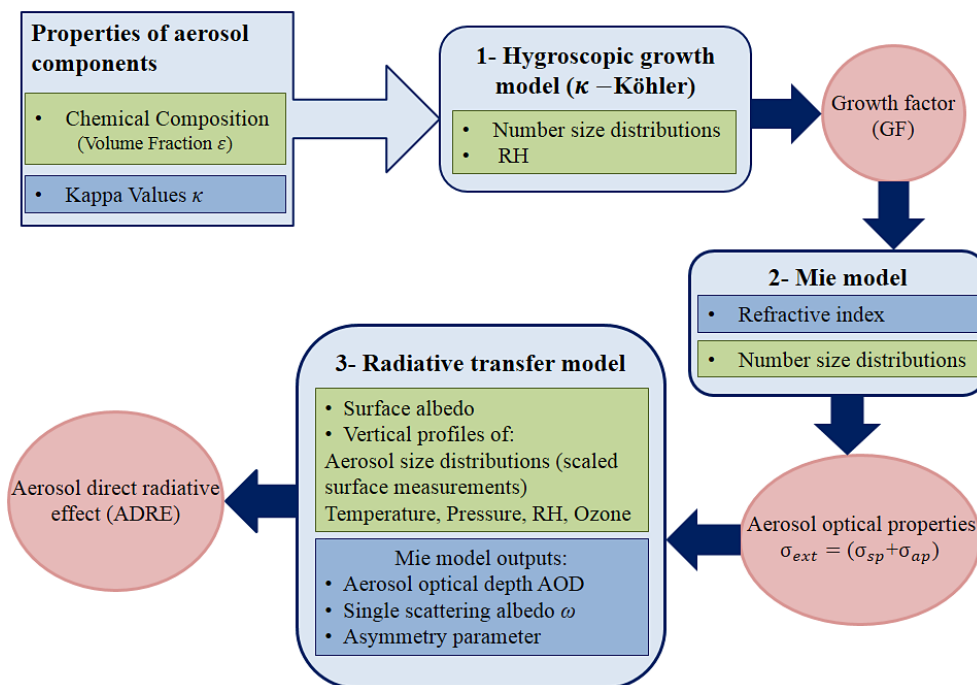 Properties of aerosol
components
• Chemical Composition
(Volume Fraction ε)
• Kappa Values κ
1- Hygroscopic growth
model (κ −Köhler)
• Number size distributions
• RH
Growth factor
(GF)
2- Mie model
• Refractive index
• Number size distributions
3- Radiative transfer model
• Surface albedo
• Vertical profiles of:
Aerosol size distributions (scaled
surface measurements)
Temperature, Pressure, RH, Ozone
Mie model outputs:
• Aerosol optical depth AOD
• Single scattering albedo ω
• Asymmetry parameter
Aerosol optical properties
σ_ext = (σ_sp+σ_ap)
Aerosol direct radiative
effect (ADRE)